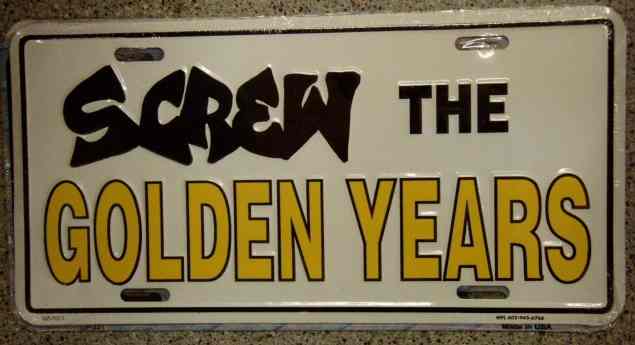 SCREW THE
GOLDEN YEARS
MADE IN USA